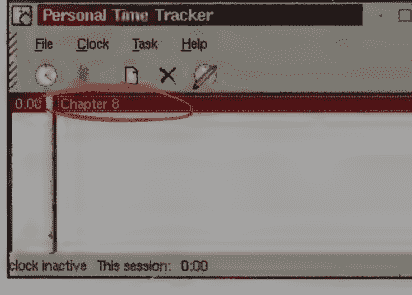 Personal Time Tracker
File Clock Task Help
0.00 Chapter 8
clock inactive This session: 0:00